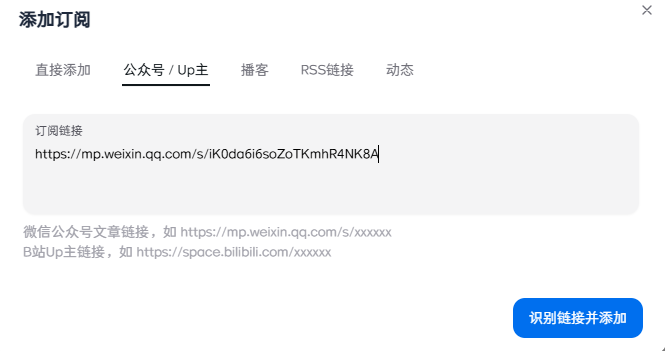 添加订阅
直接添加
公众号 / Up主
播客
RSS链接
动态
订阅链接
https://mp.weixin.qq.com/s/iK0da6i6soZoTKmhR4NK8A
微信公众号文章链接，如 https://mp.weixin.qq.com/s/xxxxxx
B站Up主链接，如 https://space.bilibili.com/xxxxxx
识别链接并添加